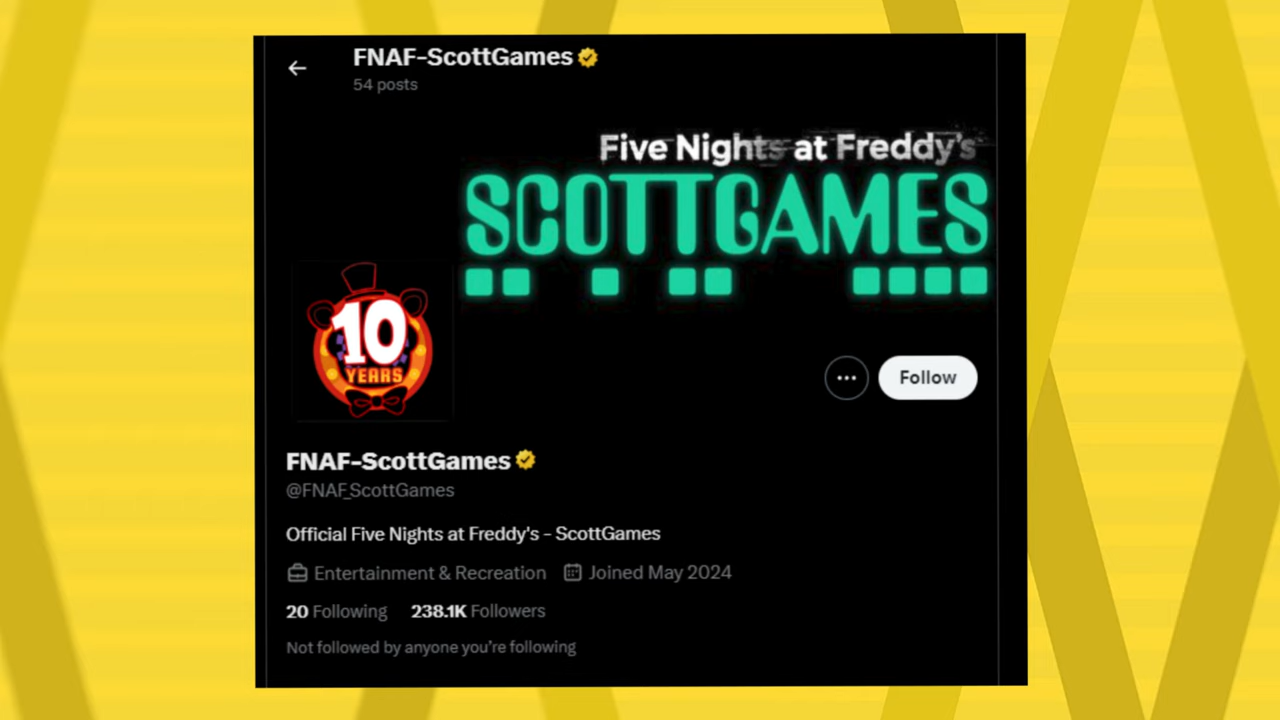 FNAF-ScottGames
54 posts
Five Nights at Freddy's
SCOTTGAMES
10
YEARS
Follow
FNAF-ScottGames
@FNAF_ScottGames
Official Five Nights at Freddy's - ScottGames
Entertainment & Recreation Joined May 2024
20 Following 238.1K Followers
Not followed by anyone you're following